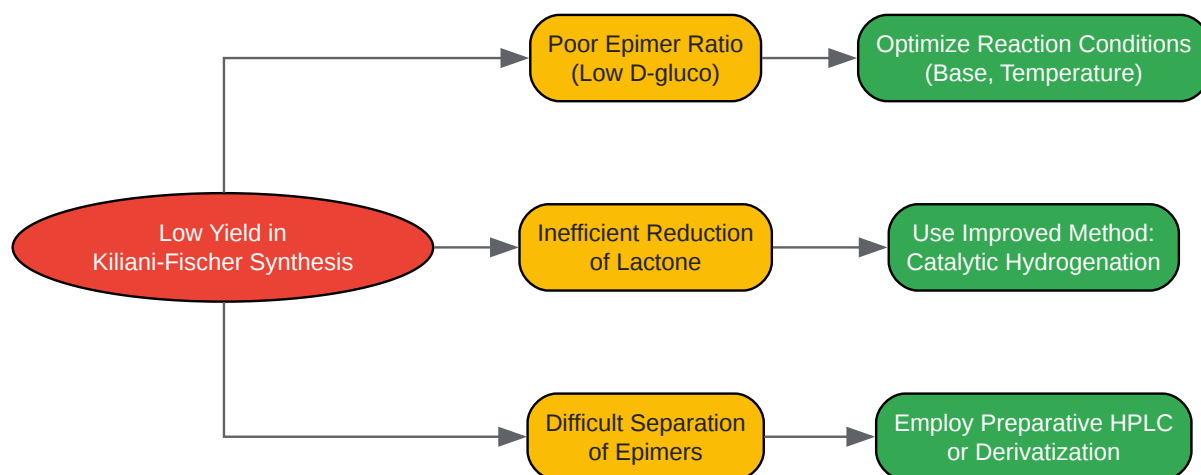 Poor Epimer Ratio
(Low D-gluco)
Optimize Reaction Conditions
(Base, Temperature)
Low Yield in
Kiliani-Fischer Synthesis
Inefficient Reduction
of Lactone
Use Improved Method:
Catalytic Hydrogenation
Difficult Separation
of Epimers
Employ Preparative HPLC
or Derivatization